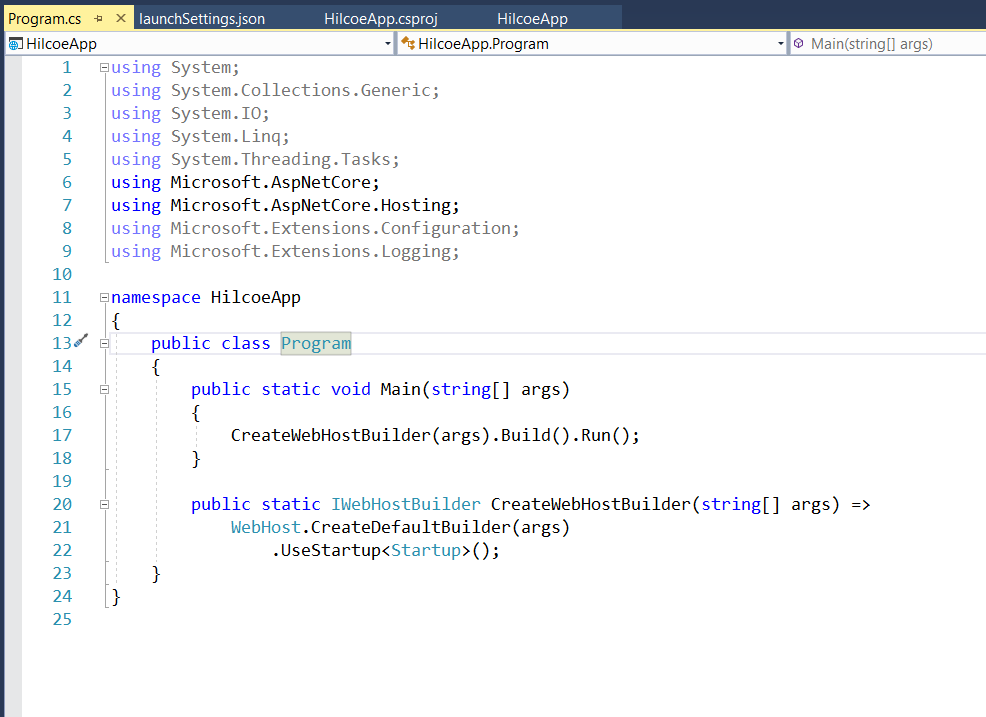 Program.cs launchSettings.json HilcoeApp.csproj HilcoeApp
HilcoeApp HilcoeApp.Program Main(string[] args)
1 using System;
2 using System.Collections.Generic;
3 using System.IO;
4 using System.Linq;
5 using System.Threading.Tasks;
6 using Microsoft.AspNetCore;
7 using Microsoft.AspNetCore.Hosting;
8 using Microsoft.Extensions.Configuration;
9 using Microsoft.Extensions.Logging;
10
11 namespace HilcoeApp
12 {
13 public class Program
14 {
15 public static void Main(string[] args)
16 {
17 CreateWebHostBuilder(args).Build().Run();
18 }
19
20 public static IWebHostBuilder CreateWebHostBuilder(string[] args) =>
21 WebHost.CreateDefaultBuilder(args)
22 .UseStartup<Startup>();
23 }
24 }
25